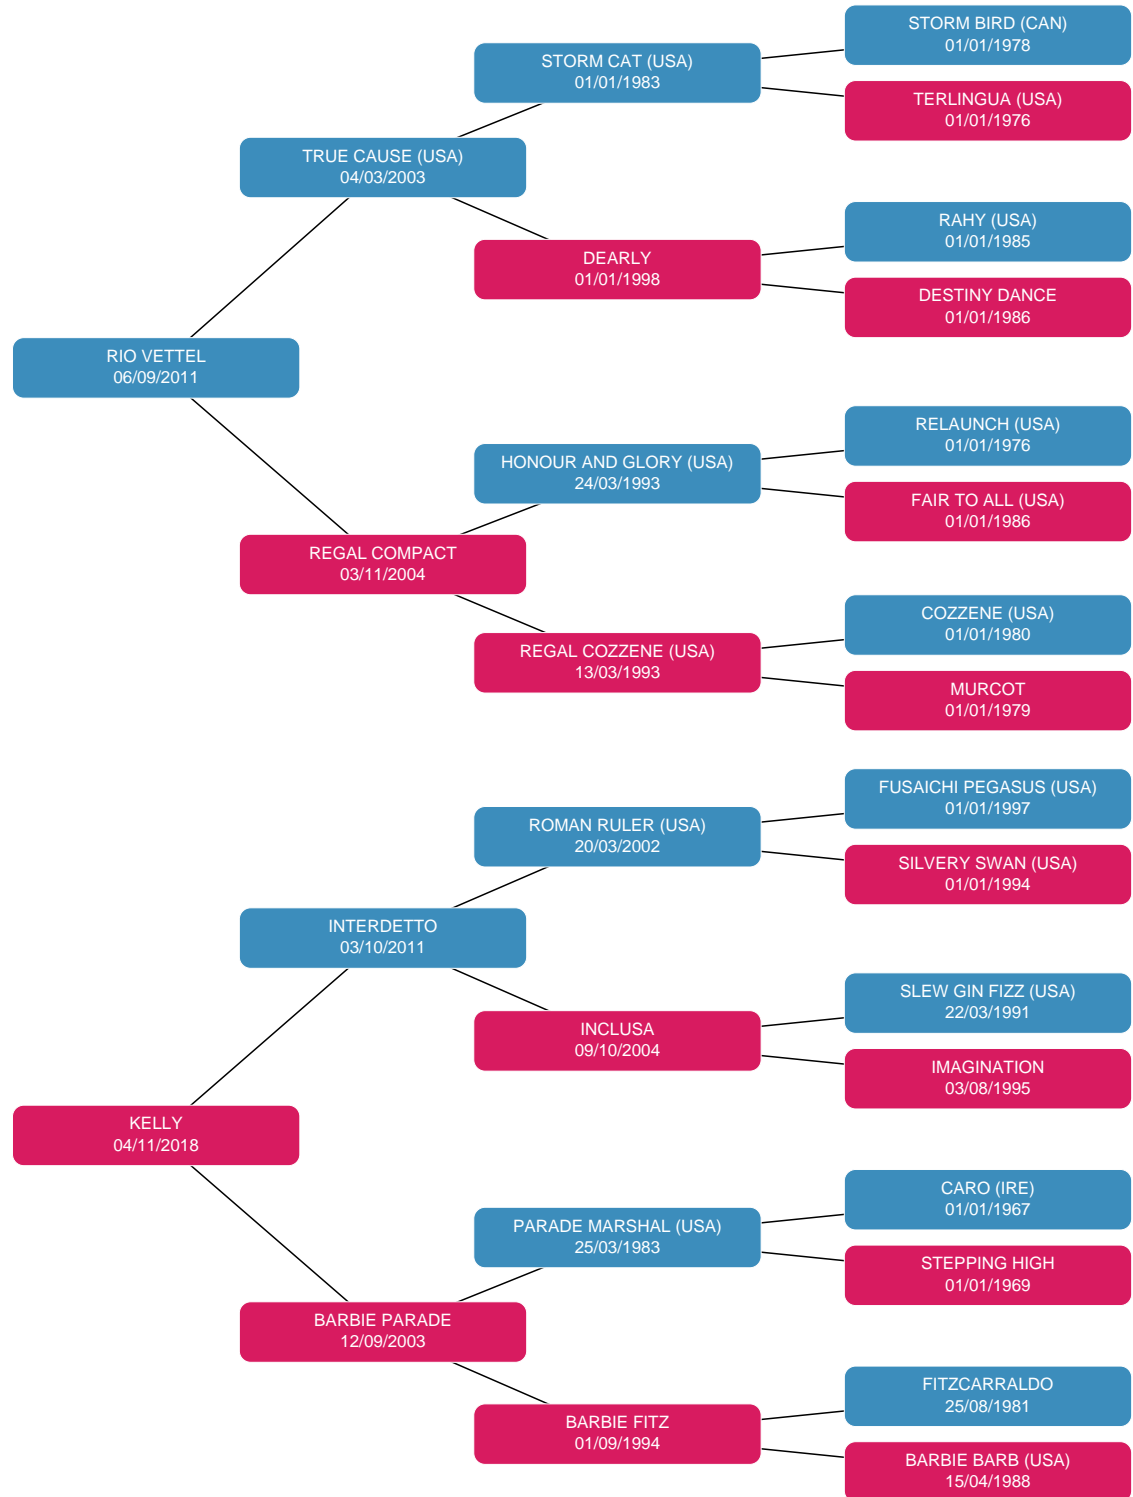 STORM BIRD (CAN)
01/01/1978
STORM CAT (USA)
01/01/1983
TERLINGUA (USA)
01/01/1976
TRUE CAUSE (USA)
04/03/2003
RAHY (USA)
01/01/1985
DEARLY
01/01/1998
DESTINY DANCE
01/01/1986
RIO VETTEL
06/09/2011
RELAUNCH (USA)
01/01/1976
HONOUR AND GLORY (USA)
24/03/1993
FAIR TO ALL (USA)
01/01/1986
REGAL COMPACT
03/11/2004
COZZENE (USA)
01/01/1980
REGAL COZZENE (USA)
13/03/1993
MURCOT
01/01/1979
FUSAICHI PEGASUS (USA)
01/01/1997
ROMAN RULER (USA)
20/03/2002
SILVERY SWAN (USA)
01/01/1994
INTERDETTO
03/10/2011
SLEW GIN FIZZ (USA)
22/03/1991
INCLUSA
09/10/2004
IMAGINATION
03/08/1995
KELLY
04/11/2018
CARO (IRE)
01/01/1967
PARADE MARSHAL (USA)
25/03/1983
STEPPING HIGH
01/01/1969
BARBIE PARADE
12/09/2003
FITZCARRALDO
25/08/1981
BARBIE FITZ
01/09/1994
BARBIE BARB (USA)
15/04/1988